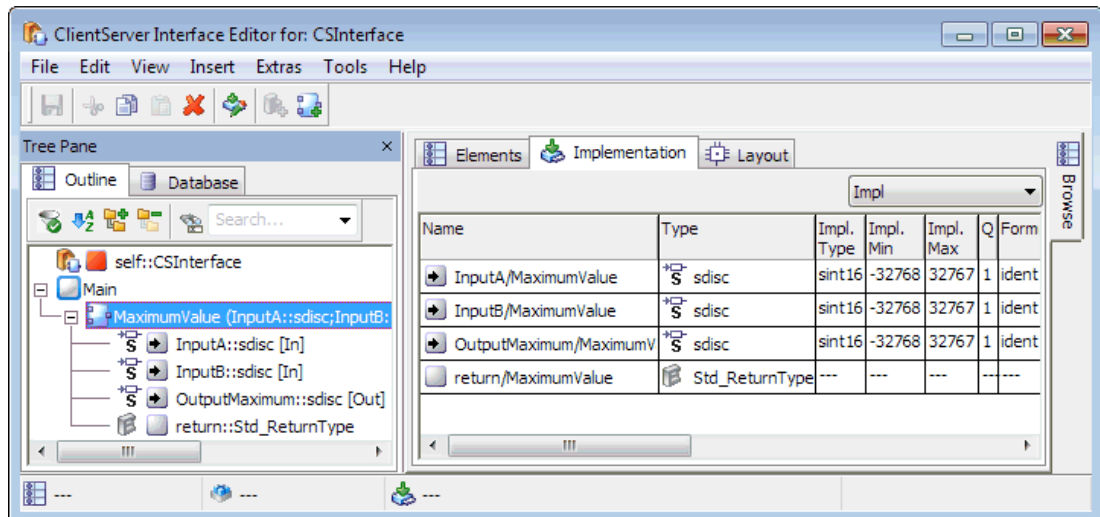 ClientServer Interface Editor for: CSInterface
File Edit View Insert Extras Tools Help
Tree Pane
Outline Database
Search...
self::CSInterface
Main
MaximumValue (InputA::sdisc;InputB:
InputA::sdisc [In]
InputB::sdisc [In]
OutputMaximum::sdisc [Out]
return::Std_ReturnType
Elements Implementation Layout
Impl
Browse
Name Type Impl. Type Impl. Min Impl. Max Q Form
InputA/MaximumValue sdisc sint16 -32768 32767 1 ident
InputB/MaximumValue sdisc sint16 -32768 32767 1 ident
OutputMaximum/MaximumV sdisc sint16 -32768 32767 1 ident
return/MaximumValue Std_ReturnType --- --- --- --- ---
--- --- ---